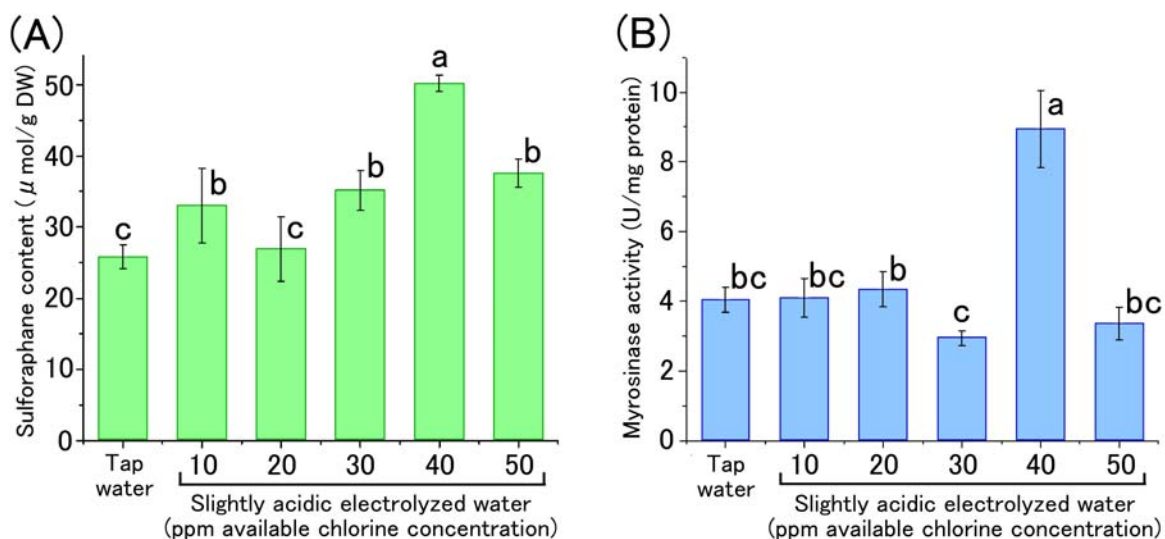 (A)
Sulforaphane content (μmol/g DW)
50
40
30
20
10
0
c
b
c
b
a
b
Tap
water
10 20 30 40 50
Slightly acidic electrolyzed water
(ppm available chlorine concentration)
(B)
Myrosinase activity (U/mg protein)
10
8
6
4
2
0
bc
bc
b
c
a
bc
Tap
water
10 20 30 40 50
Slightly acidic electrolyzed water
(ppm available chlorine concentration)